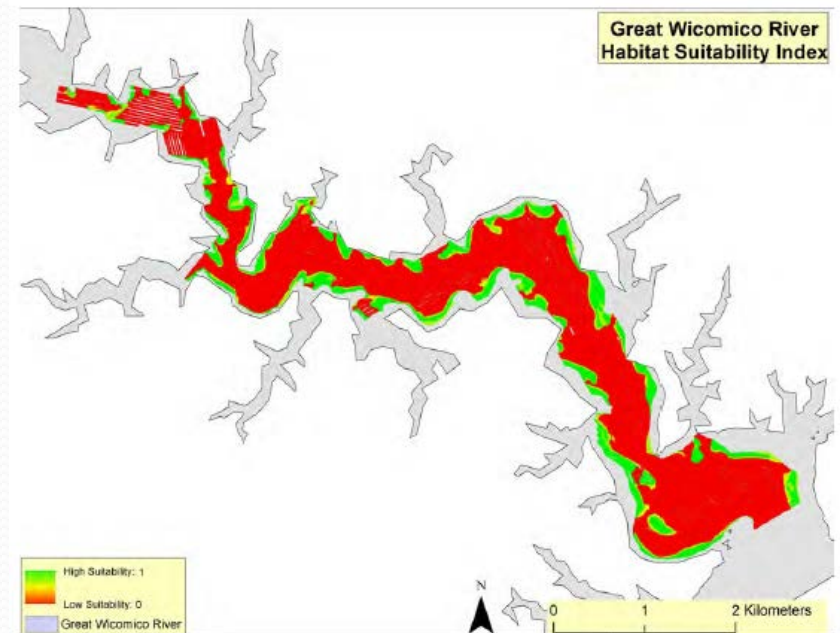 Great Wicomico River
Habitat Suitability Index
High Suitability: 1
Low Suitability: 0
Great Wicomico River
N
0 1 2 Kilometers